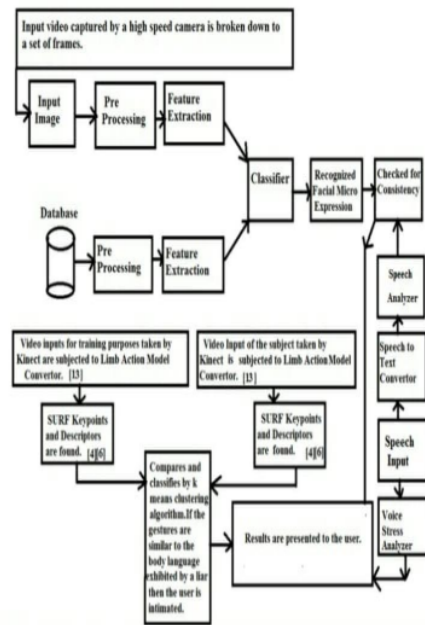 Input video captured by a high speed camera is broken down to
a set of frames.
Input
Image
Pre
Processing
Feature
Extraction
Classifier
Recognized
Facial Micro
Expression
Checked for
Consistency
Database
Pre
Processing
Feature
Extraction
Speech
Analyzer
Video inputs for training purposes taken by
Kinect are subjected to Limb Action Model
Convertor. [13]
Video Input of the subject taken by
Kinect is subjected to Limb Action Model
Convertor. [13]
Speech to
Text
Convertor
SURF Keypoints
and Descriptors
are found. [4][6]
SURF Keypoints
and Descriptors
are found. [4][6]
Speech
Input
Compares and
classifies by k
means clustering
algorithm.If the
gestures are
similar to the
body language
exhibited by a liar
then the user is
intimated.
Results are presented to the user.
Voice
Stress
Analyzer